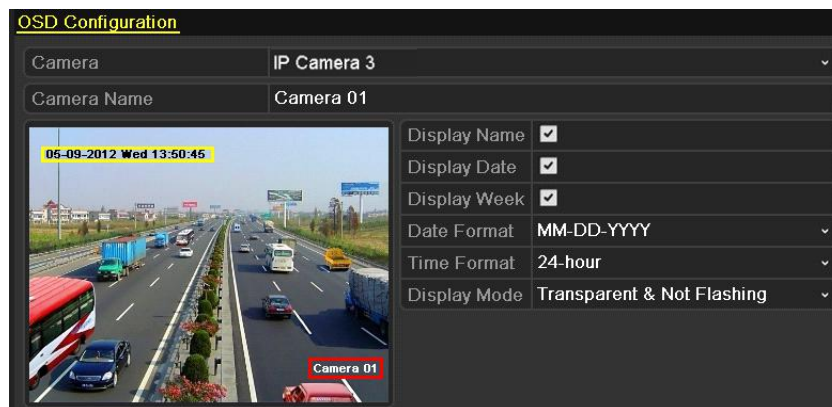 OSD Configuration
Camera IP Camera 3
Camera Name Camera 01
05-09-2012 Wed 13:50:45
Display Name
Display Date
Display Week
Date Format MM-DD-YYYY
Time Format 24-hour
Display Mode Transparent & Not Flashing
Camera 01